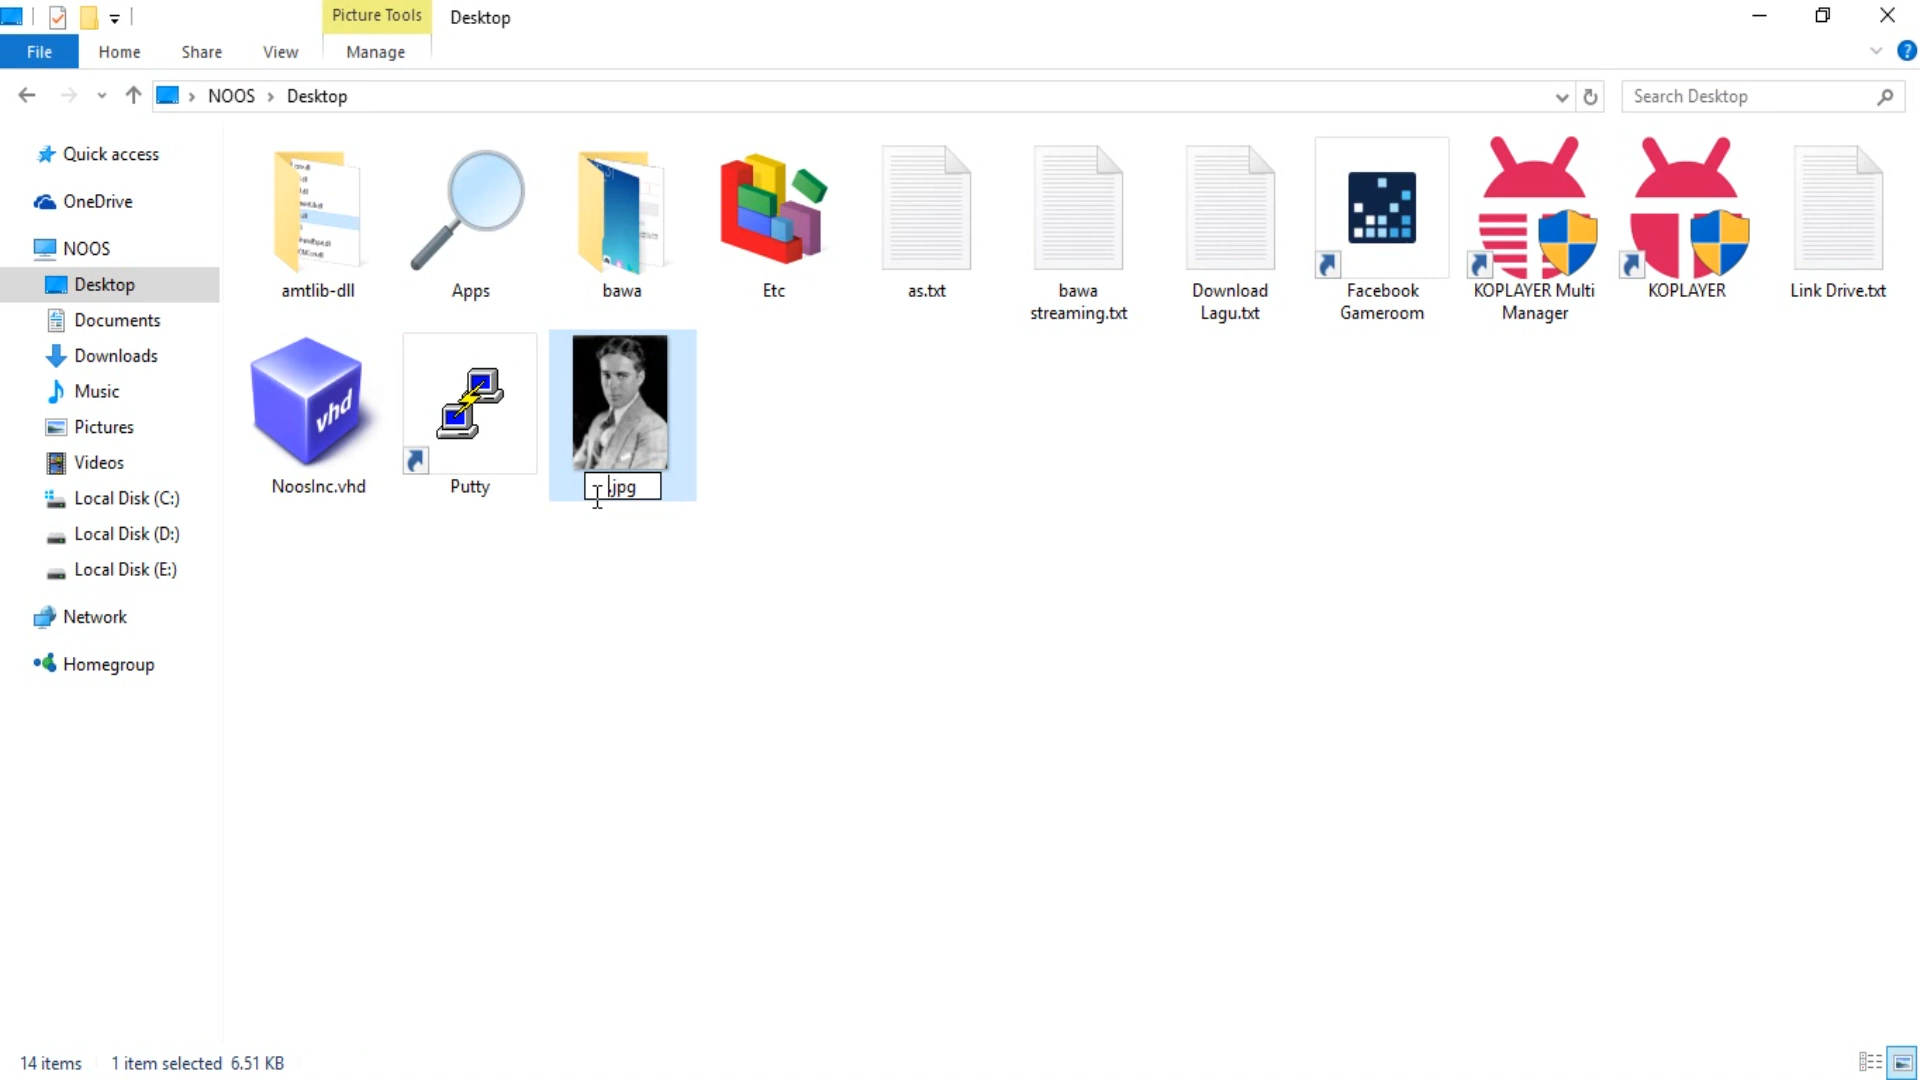 Picture Tools
Desktop
File
Home
Share
View
Manage
NOOS
Desktop
Search Desktop
Quick access
OneDrive
NOOS
Desktop
Documents
Downloads
Music
Pictures
Videos
Local Disk (C:)
Local Disk (D:)
Local Disk (E:)
Network
Homegroup
amtlib-dll
Apps
bawa
Etc
as.txt
bawa
streaming.txt
Download
Lagu.txt
Facebook
Gameroom
KOPLAYER Multi
Manager
KOPLAYER
Link Drive.txt
vhd
NoosInc.vhd
Putty
.jpg
14 items
1 item selected 6.51 KB